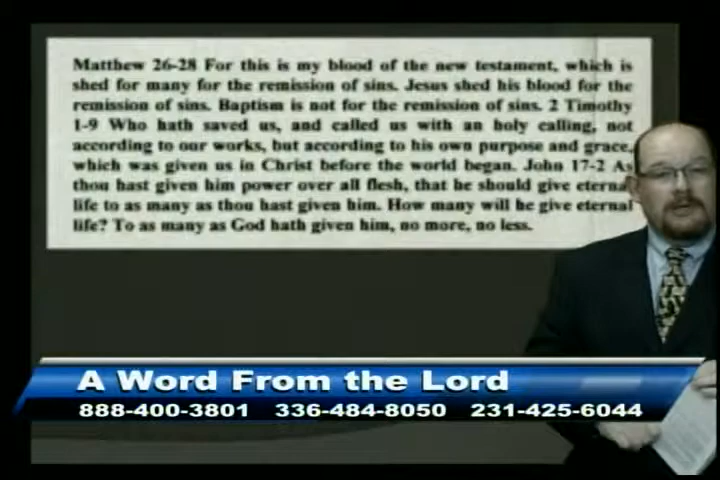 Matthew 26-28 For this is my blood of the new testament, which is
shed for many for the remission of sins. Jesus shed his blood for the
remission of sins. Baptism is not for the remission of sins. 2 Timothy
1-9 Who hath saved us, and called us with an holy calling, not
according to our works, but according to his own purpose and grace,
which was given us in Christ before the world began. John 17-2 As
thou hast given him power over all flesh, that he should give eternal
life to as many as thou hast given him. How many will he give eternal
life? To as many as God hath given him, no more, no less.
A Word From the Lord
888-400-3801 336-484-8050 231-425-6044